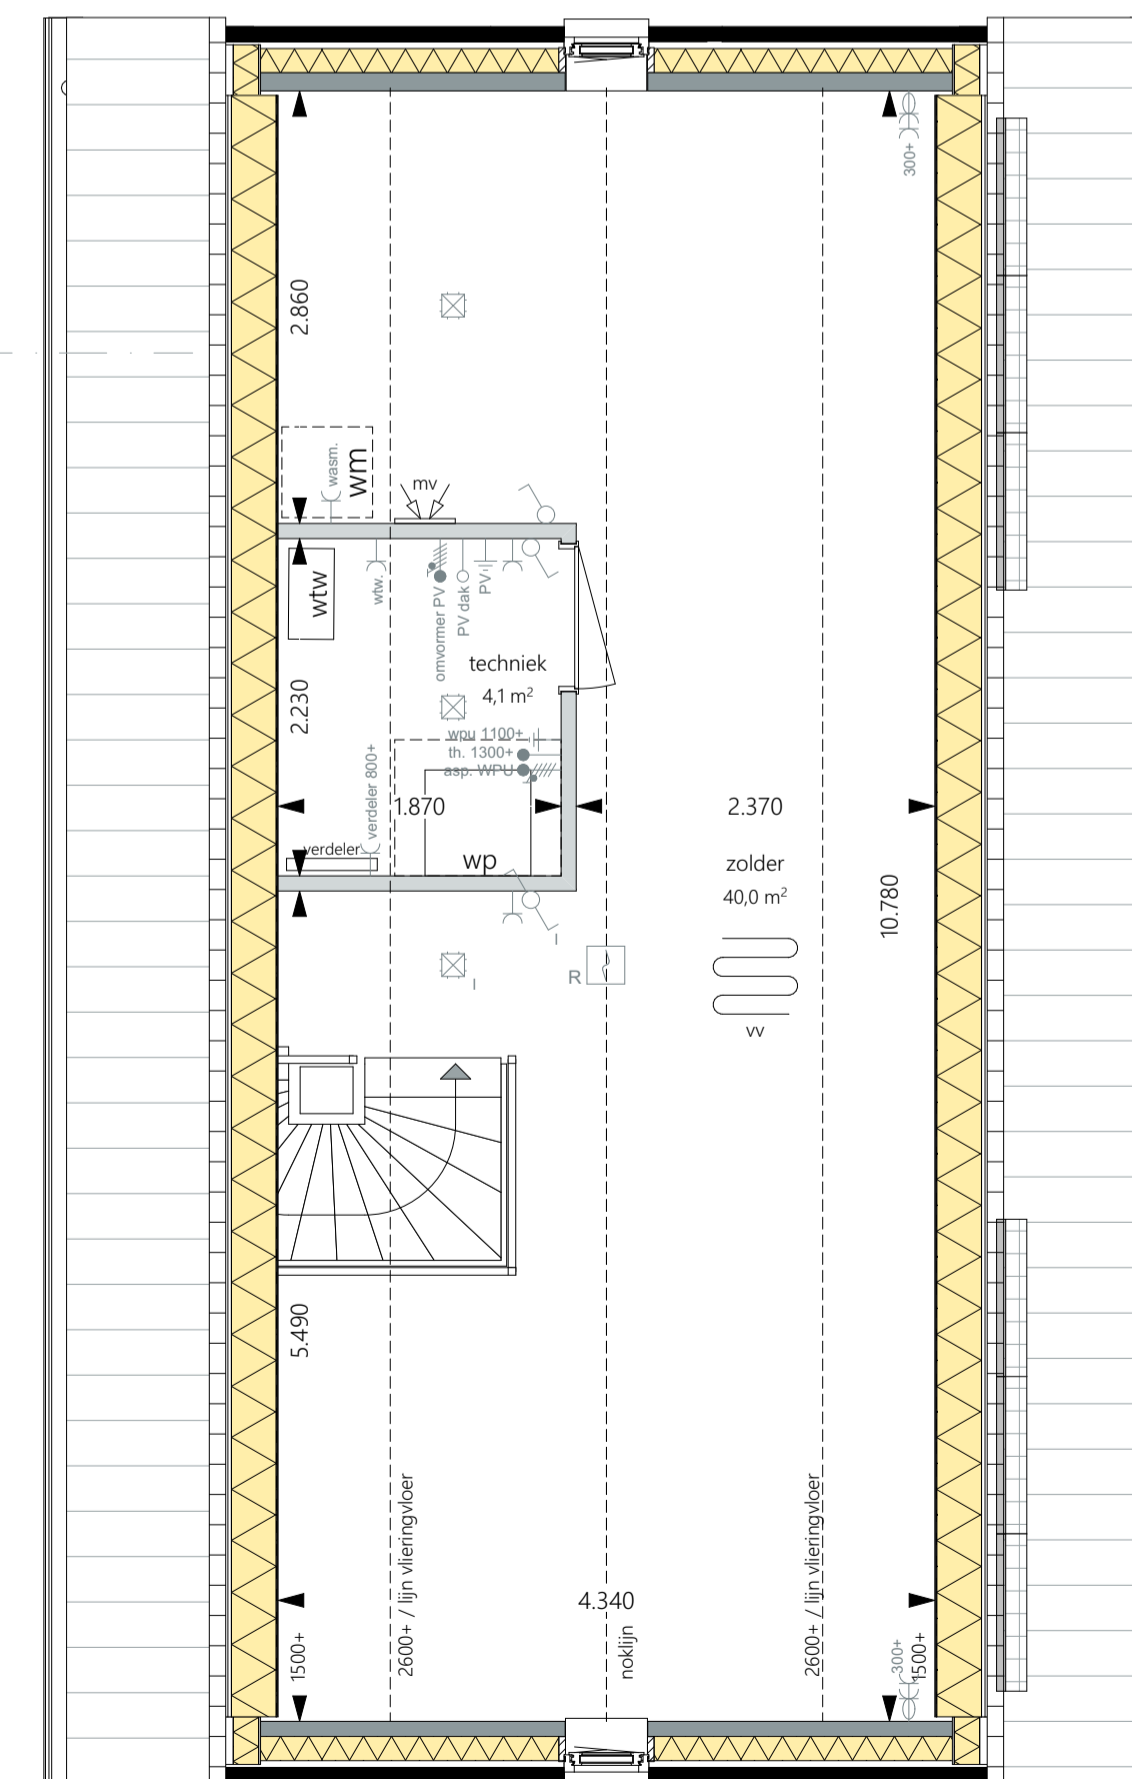 300+
2.860
wasm.
wm
mv
wtw
wtw.
omvormer PV
PV dak
PV
techniek
4,1 m²
2.230
wpu 1100+
th. 1300+
asp. WPU
verdeler 800+
1.870
2.370
verdeler
wp
zolder
40,0 m²
10.780
I
I
R
vv
5.490
2600+ / lijn vlieringvloer
2600+ / lijn vlieringvloer
4.340
noklijn
1500+
300+
1500+